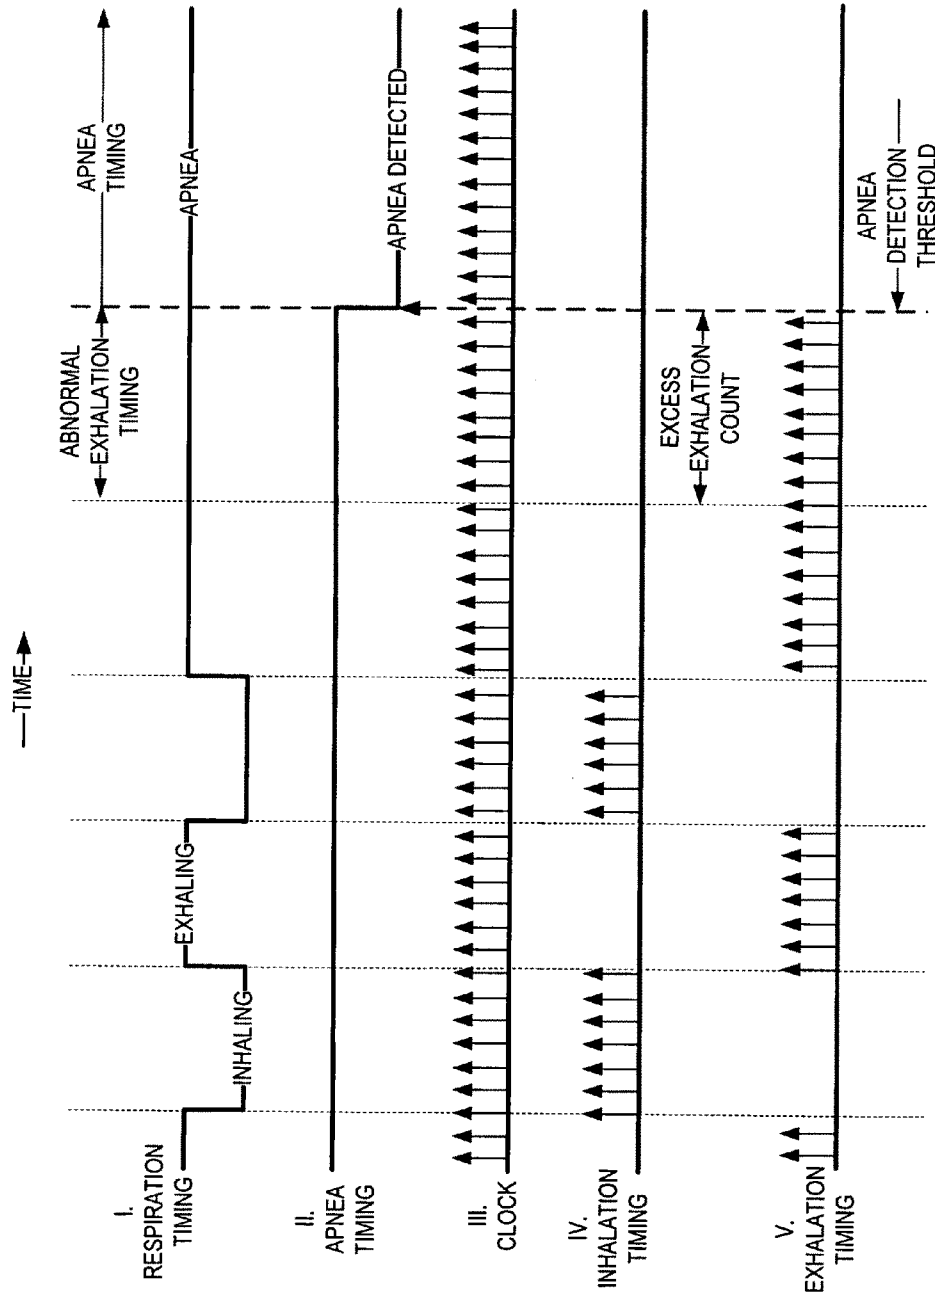 TIME
APNEA
TIMING
ABNORMAL
EXHALATION
TIMING
I.
RESPIRATION
TIMING
INHALING
EXHALING
APNEA
II.
APNEA
TIMING
APNEA DETECTED
III.
CLOCK
IV.
INHALATION
TIMING
EXCESS
EXHALATION
COUNT
V.
EXHALATION
TIMING
APNEA
DETECTION
THRESHOLD